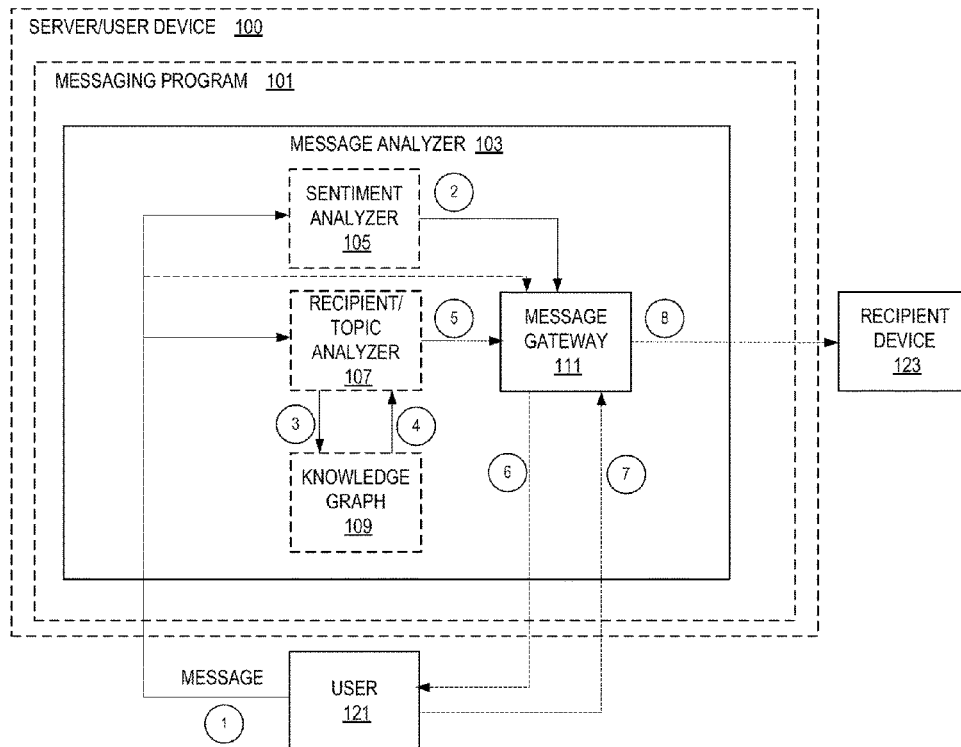 SERVER/USER DEVICE 100
MESSAGING PROGRAM 101
MESSAGE ANALYZER 103
SENTIMENT
ANALYZER
105
2
RECIPIENT/
TOPIC
ANALYZER
107
5
MESSAGE
GATEWAY
111
8
RECIPIENT
DEVICE
123
3
4
KNOWLEDGE
GRAPH
109
6
7
MESSAGE
1
USER
121